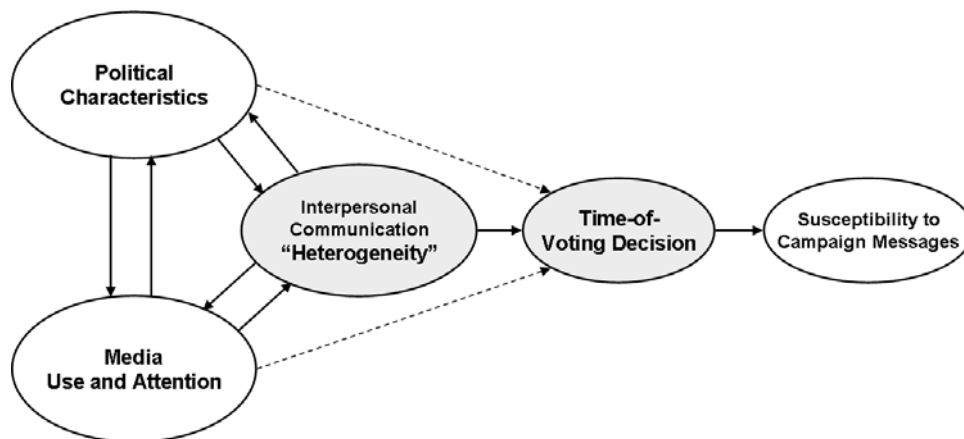 Political
Characteristics
Interpersonal
Communication
“Heterogeneity”
Time-of-
Voting Decision
Susceptibility to
Campaign Messages
Media
Use and Attention